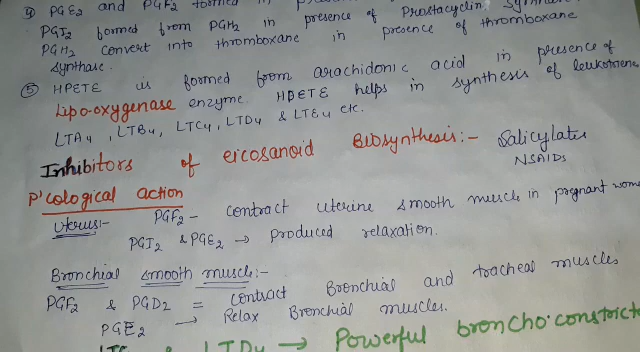 ④ PGE2 and PGF2 formed in
PGI2 formed from PGH2 in presence of Prostacyclin
PGH2 convert into thromboxane in presence of thromboxane
synthase.
⑤ HPETE is formed from arachidonic acid in presence of
Lipo-oxygenase enzyme. HPETE helps in synthesis of leukotriene
LTA4, LTB4, LTC4, LTD4 & LTE4 etc.
Inhibitors of eicosanoid Biosynthesis:- Salicylates
NSAIDs
P'cological action
Uterus:- PGF2 - contract uterine smooth muscle in pregnant wom
PGI2 & PGE2 → produced relaxation.
Bronchial smooth muscle:-
PGF2 & PGD2 = contract Bronchial and tracheal muscles
PGE2 → Relax Bronchial muscles.
& LTD4 → Powerful broncho.constricto